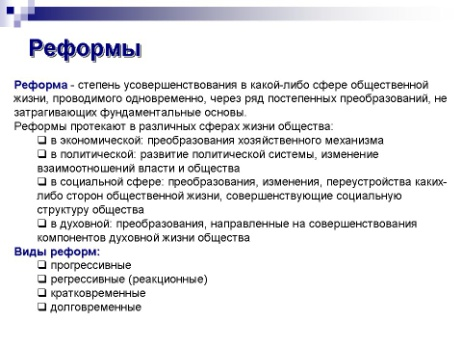 Реформы
Реформа - степень усовершенствования в какой-либо сфере общественной
жизни, проводимого одновременно, через ряд постепенных преобразований, не
затрагивающих фундаментальные основы.
Реформы протекают в различных сферах жизни общества:
❑ в экономической: преобразования хозяйственного механизма
❑ в политической: развитие политической системы, изменение
взаимоотношений власти и общества
❑ в социальной сфере: преобразования, изменения, переустройства каких-
либо сторон общественной жизни, совершенствующие социальную
структуру общества
❑ в духовной: преобразования, направленные на совершенствования
компонентов духовной жизни общества
Виды реформ:
❑ прогрессивные
❑ регрессивные (реакционные)
❑ кратковременные
❑ долговременные